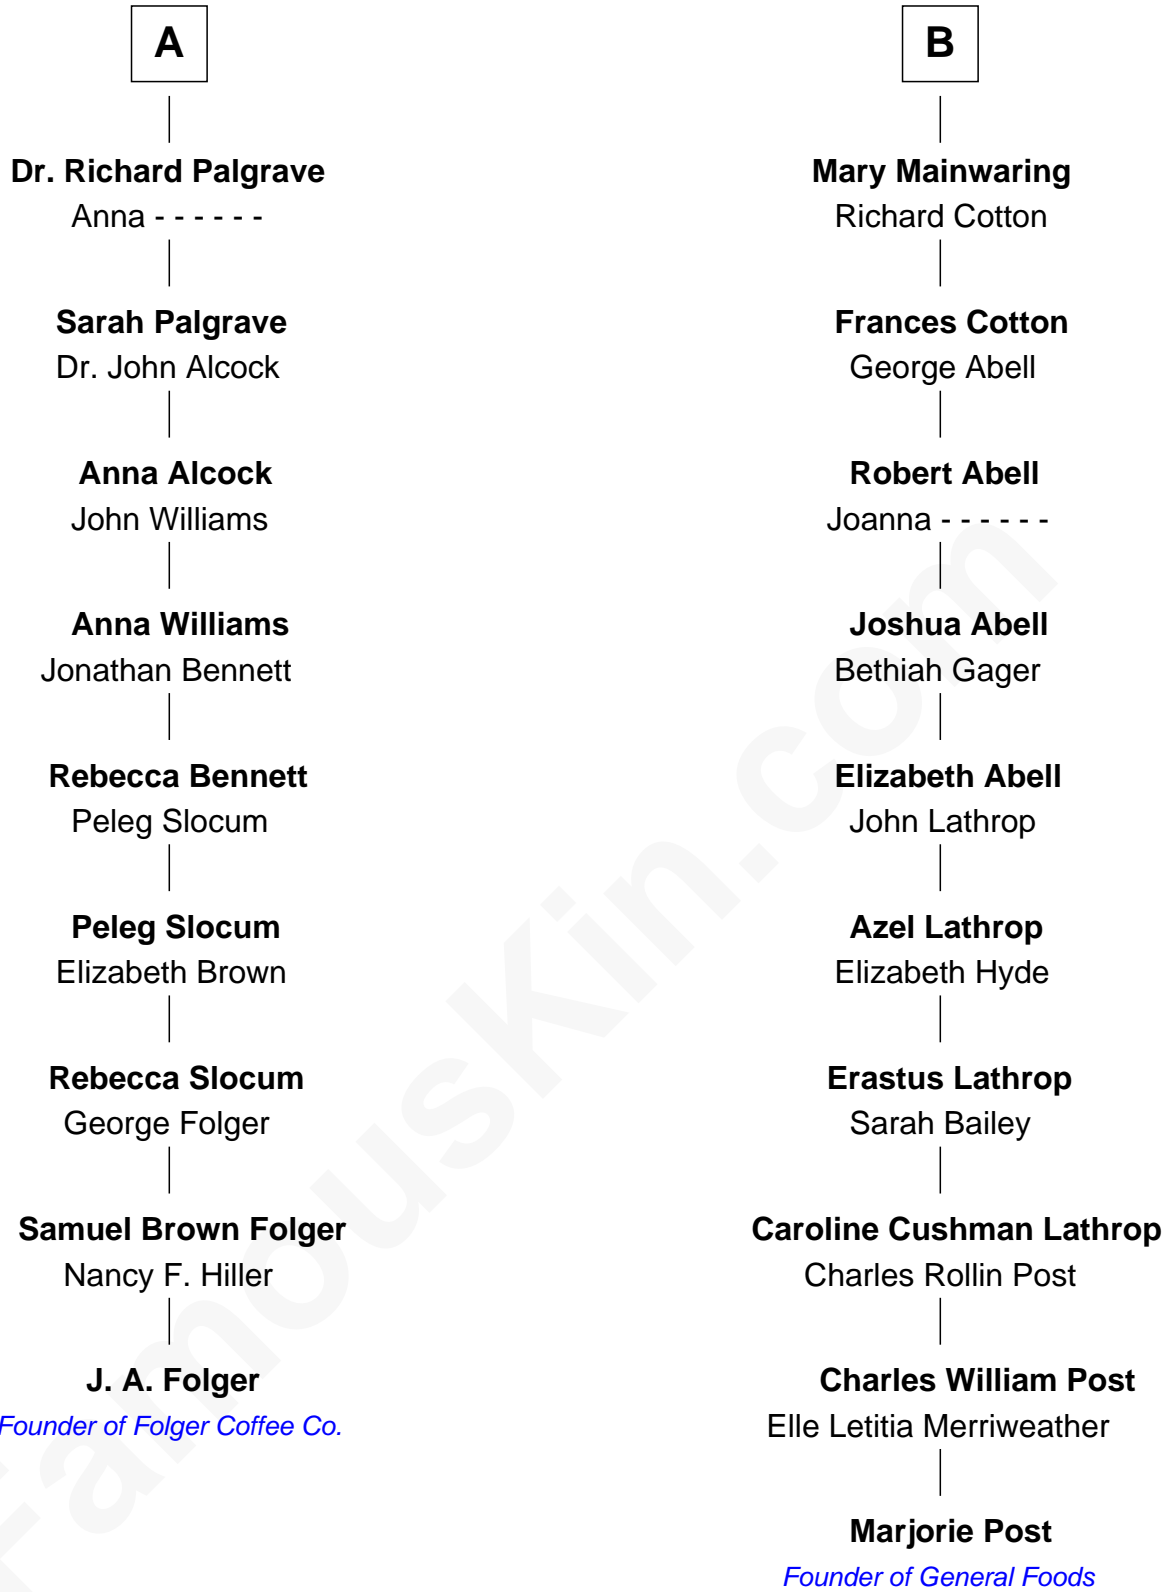 A
Dr. Richard Palgrave
Anna - - - - - -
Sarah Palgrave
Dr. John Alcock
Anna Alcock
John Williams
Anna Williams
Jonathan Bennett
Rebecca Bennett
Peleg Slocum
Peleg Slocum
Elizabeth Brown
Rebecca Slocum
George Folger
Samuel Brown Folger
Nancy F. Hiller
J. A. Folger
Founder of Folger Coffee Co.
B
Mary Mainwaring
Richard Cotton
Frances Cotton
George Abell
Robert Abell
Joanna - - - - - -
Joshua Abell
Bethiah Gager
Elizabeth Abell
John Lathrop
Azel Lathrop
Elizabeth Hyde
Erastus Lathrop
Sarah Bailey
Caroline Cushman Lathrop
Charles Rollin Post
Charles William Post
Elle Letitia Merriweather
Marjorie Post
Founder of General Foods
FamousKin.com